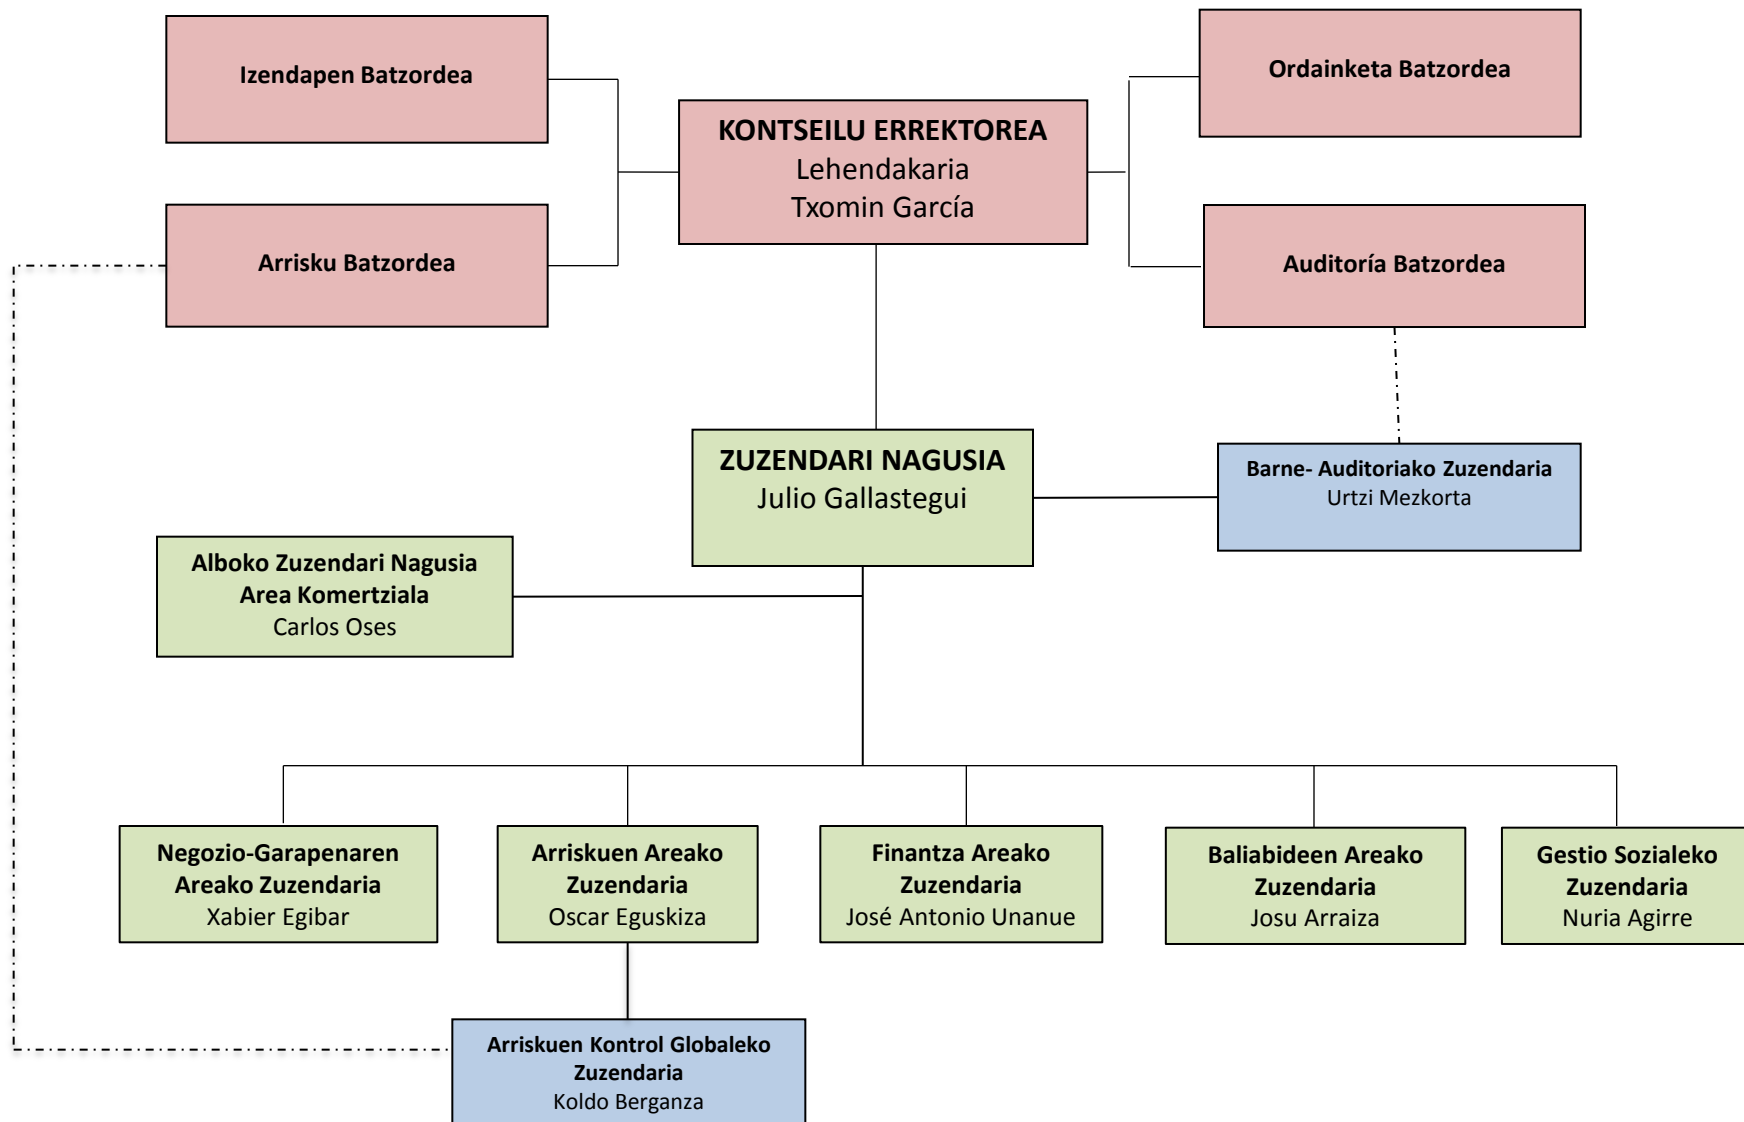 Izendapen Batzordea
Ordainketa Batzordea
KONTSEILU ERREKTOREA
Lehendakaria
Txomin García
Arrisku Batzordea
Auditoría Batzordea
ZUZENDARI NAGUSIA
Julio Gallastegui
Barne- Auditoriako Zuzendaria
Urtzi Mezkorta
Alboko Zuzendari Nagusia
Area Komertziala
Carlos Oses
Negozio-Garapenaren
Areako Zuzendaria
Xabier Egibar
Arriskuen Areako
Zuzendaria
Oscar Eguskiza
Finantza Areako
Zuzendaria
José Antonio Unanue
Baliabideen Areako
Zuzendaria
Josu Arraiza
Gestio Sozialeko
Zuzendaria
Nuria Agirre
Arriskuen Kontrol Globaleko
Zuzendaria
Koldo Berganza